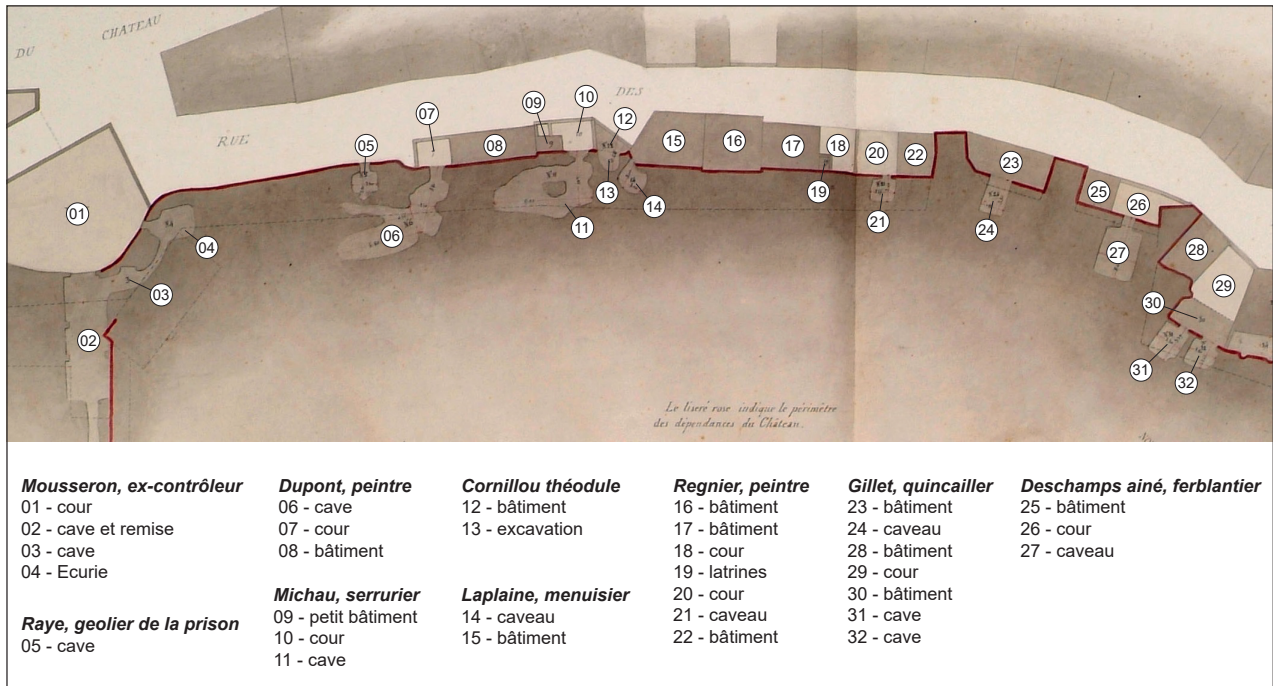 DU CHATEAU
RUE
DES
01
02
03
04
05
06
07
08
09
10
11
12
13
14
15
16
17
18
19
20
21
22
23
24
25
26
27
28
29
30
31
32
Le liseré rose indique le périmètre
des dépendances du Château.
Mousseron, ex-contrôleur
01 - cour
02 - cave et remise
03 - cave
04 - Ecurie
Raye, geolier de la prison
05 - cave
Dupont, peintre
06 - cave
07 - cour
08 - bâtiment
Michau, serrurier
09 - petit bâtiment
10 - cour
11 - cave
Cornillou théodule
12 - bâtiment
13 - excavation
Laplaine, menuisier
14 - caveau
15 - bâtiment
Regnier, peintre
16 - bâtiment
17 - bâtiment
18 - cour
19 - latrines
20 - cour
21 - caveau
22 - bâtiment
Gillet, quincailler
23 - bâtiment
24 - caveau
28 - bâtiment
29 - cour
30 - bâtiment
31 - cave
32 - cave
Deschamps ainé, ferblantier
25 - bâtiment
26 - cour
27 - caveau